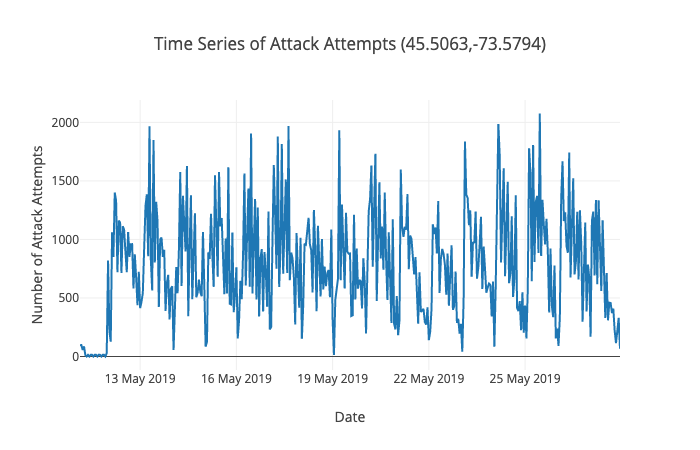 Time Series of Attack Attempts (45.5063,-73.5794)
2000
1500
1000
500
0
Number of Attack Attempts
13 May 2019
16 May 2019
19 May 2019
22 May 2019
25 May 2019
Date